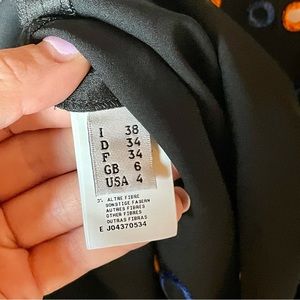 I 38
D 34
F 34
GB 6
USA 4
3% ALTRE FIBRE
SONSTIGE FASERN
AUTRES FIBRES
OTHER FIBRES
OUTRAS FIBRAS
E J04370534